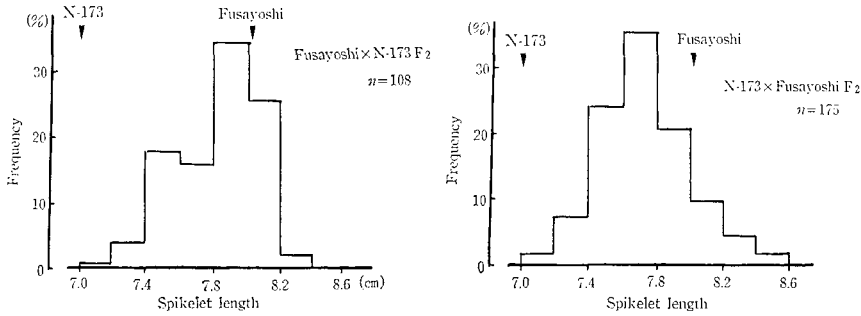 (%)
N-173
Fusayoshi
Fusayoshi×N-173 F2
n=108
30
20
10
0
Frequency
7.0
7.4
7.8
8.2
8.6 (cm)
Spikelet length
(%)
N-173
Fusayoshi
N-173×Fusayoshi F2
n=175
30
20
10
0
Frequency
7.0
7.4
7.8
8.2
8.6
Spikelet length